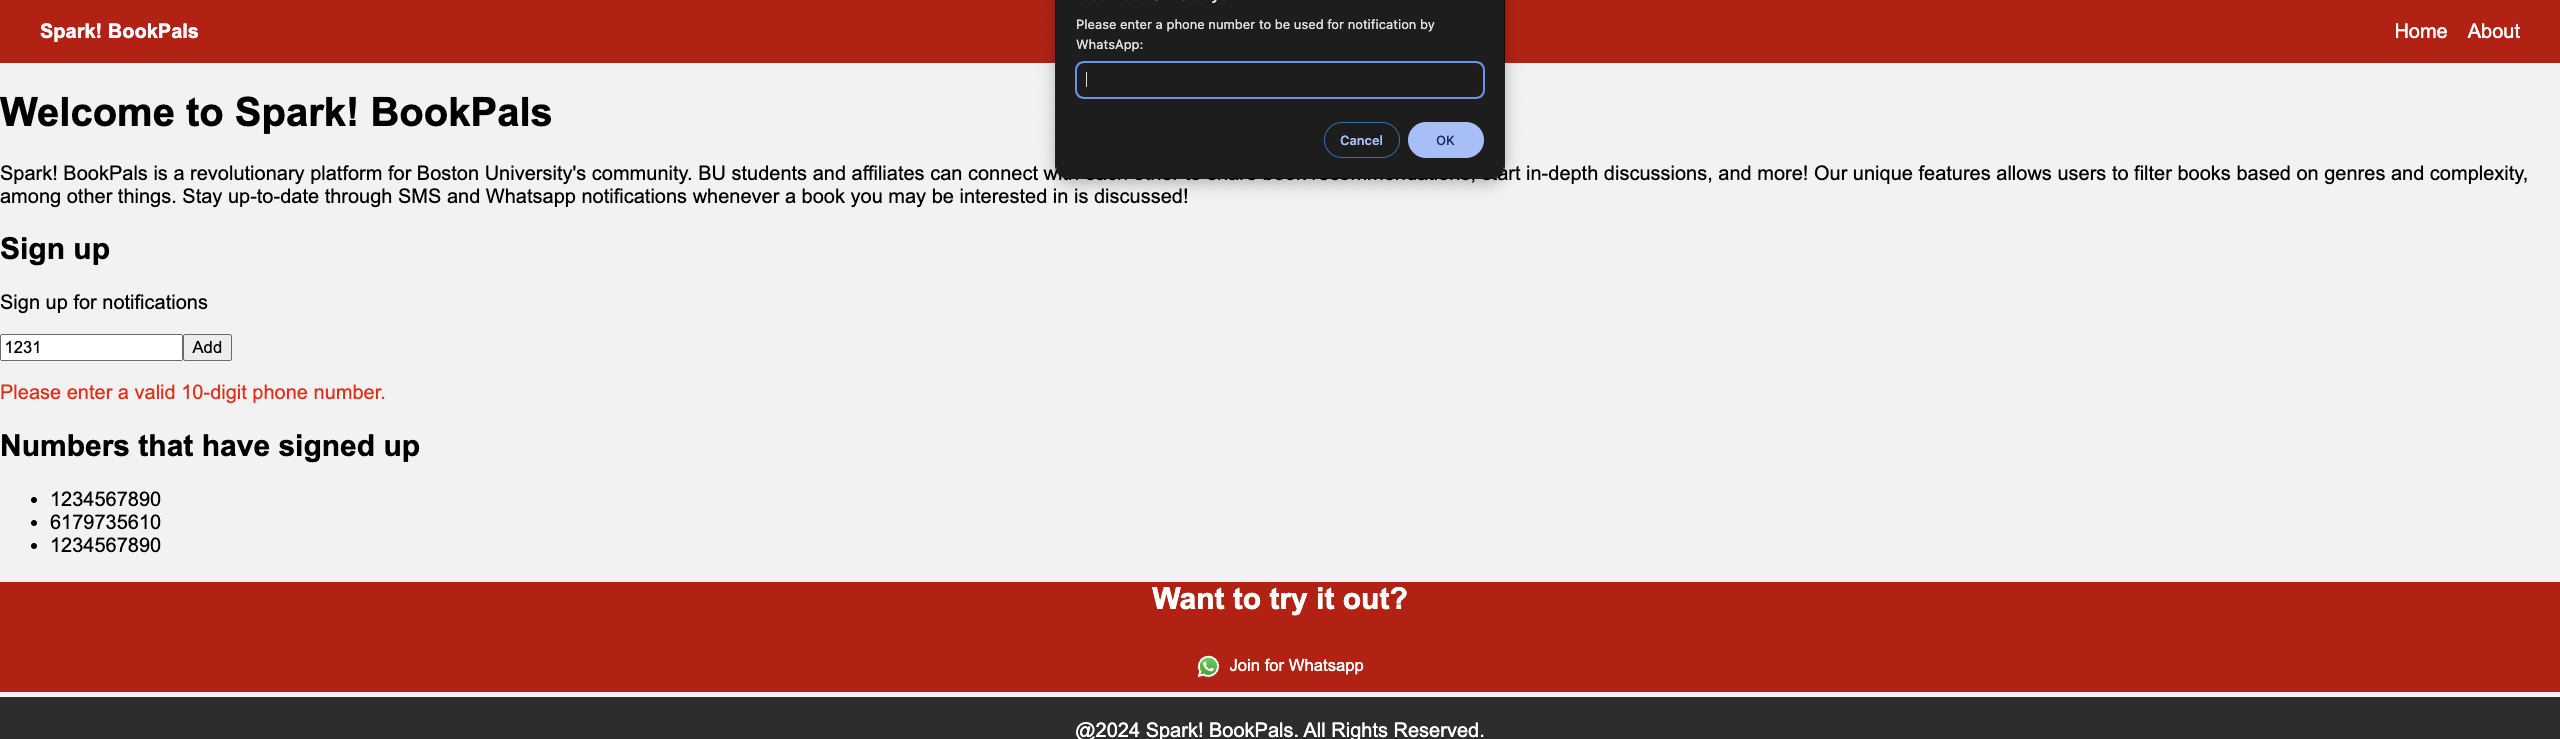 Spark! BookPals
Home
About
Please enter a phone number to be used for notification by
WhatsApp:
Cancel
OK
Welcome to Spark! BookPals
Spark! BookPals is a revolutionary platform for Boston University's community. BU students and affiliates can connect start in-depth discussions, and more! Our unique features allows users to filter books based on genres and complexity,
among other things. Stay up-to-date through SMS and Whatsapp notifications whenever a book you may be interested in is discussed!
Sign up
Sign up for notifications
1231
Add
Please enter a valid 10-digit phone number.
Numbers that have signed up
• 1234567890
• 6179735610
• 1234567890
Want to try it out?
Join for Whatsapp
@2024 Spark! BookPals. All Rights Reserved.